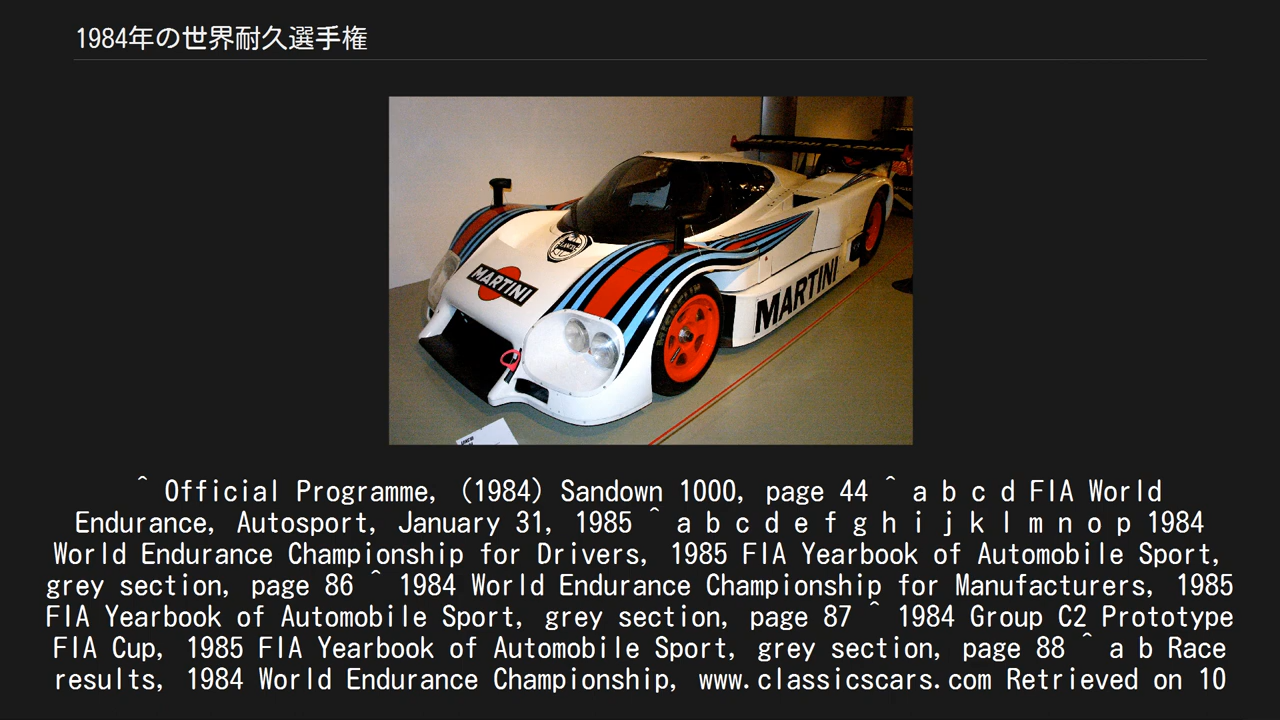 1984年の世界耐久選手権
LANCIA
MARTINI
MARTINI
^ Official Programme, (1984) Sandown 1000, page 44 ^ a b c d FIA World
Endurance, Autosport, January 31, 1985 ^ a b c d e f g h i j k l m n o p 1984
World Endurance Championship for Drivers, 1985 FIA Yearbook of Automobile Sport,
grey section, page 86 ^ 1984 World Endurance Championship for Manufacturers, 1985
FIA Yearbook of Automobile Sport, grey section, page 87 ^ 1984 Group C2 Prototype
FIA Cup, 1985 FIA Yearbook of Automobile Sport, grey section, page 88 ^ a b Race
results, 1984 World Endurance Championship, www.classicscars.com Retrieved on 10